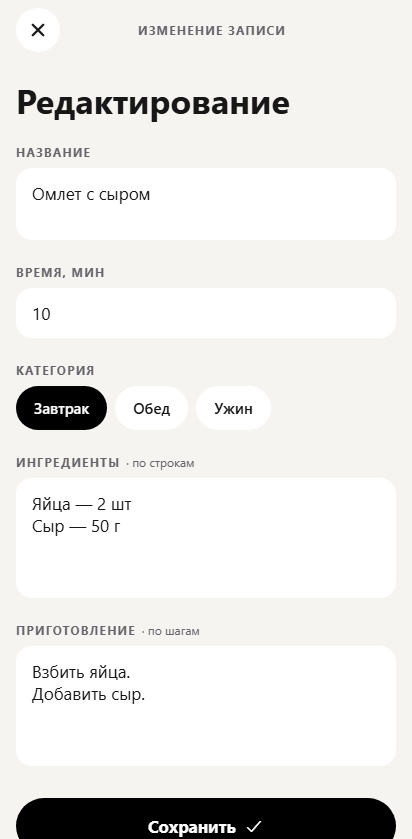 ИЗМЕНЕНИЕ ЗАПИСИ
Редактирование
НАЗВАНИЕ
Омлет с сыром
ВРЕМЯ, МИН
10
КАТЕГОРИЯ
Завтрак Обед Ужин
ИНГРЕДИЕНТЫ · по строкам
Яйца — 2 шт
Сыр — 50 г
ПРИГОТОВЛЕНИЕ · по шагам
Взбить яйца.
Добавить сыр.
Сохранить